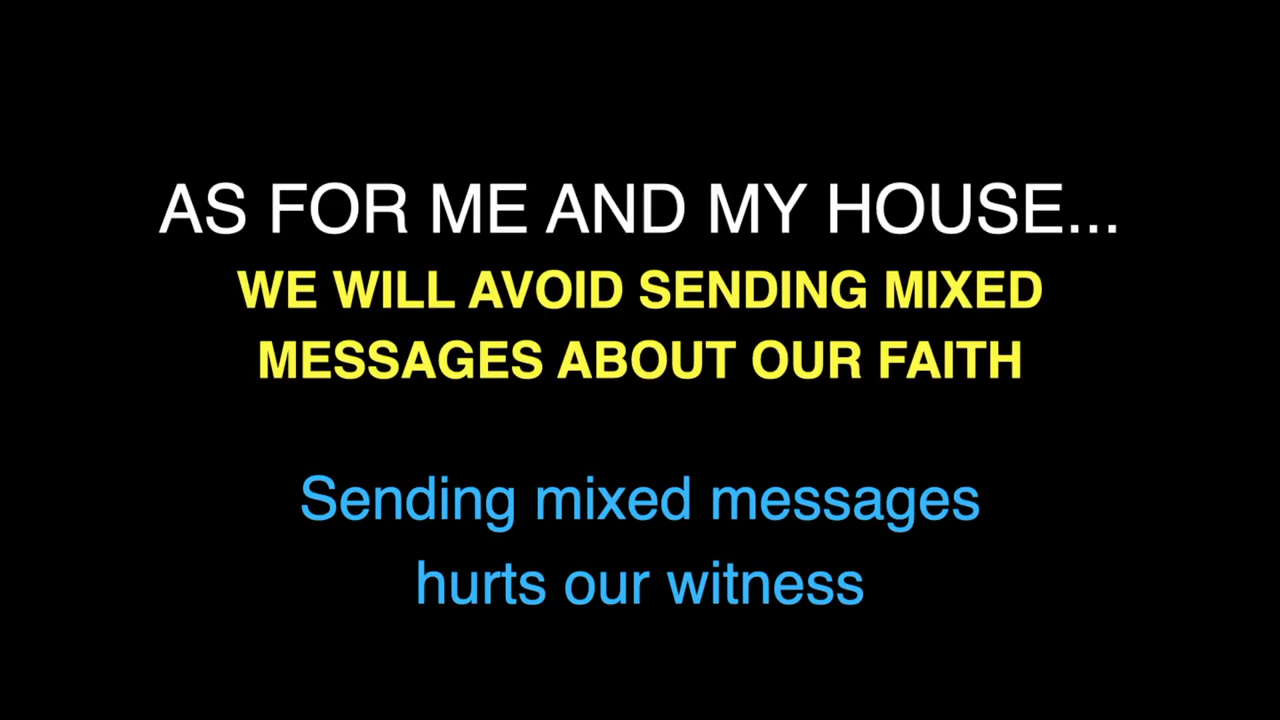 AS FOR ME AND MY HOUSE...
WE WILL AVOID SENDING MIXED
MESSAGES ABOUT OUR FAITH
Sending mixed messages
hurts our witness